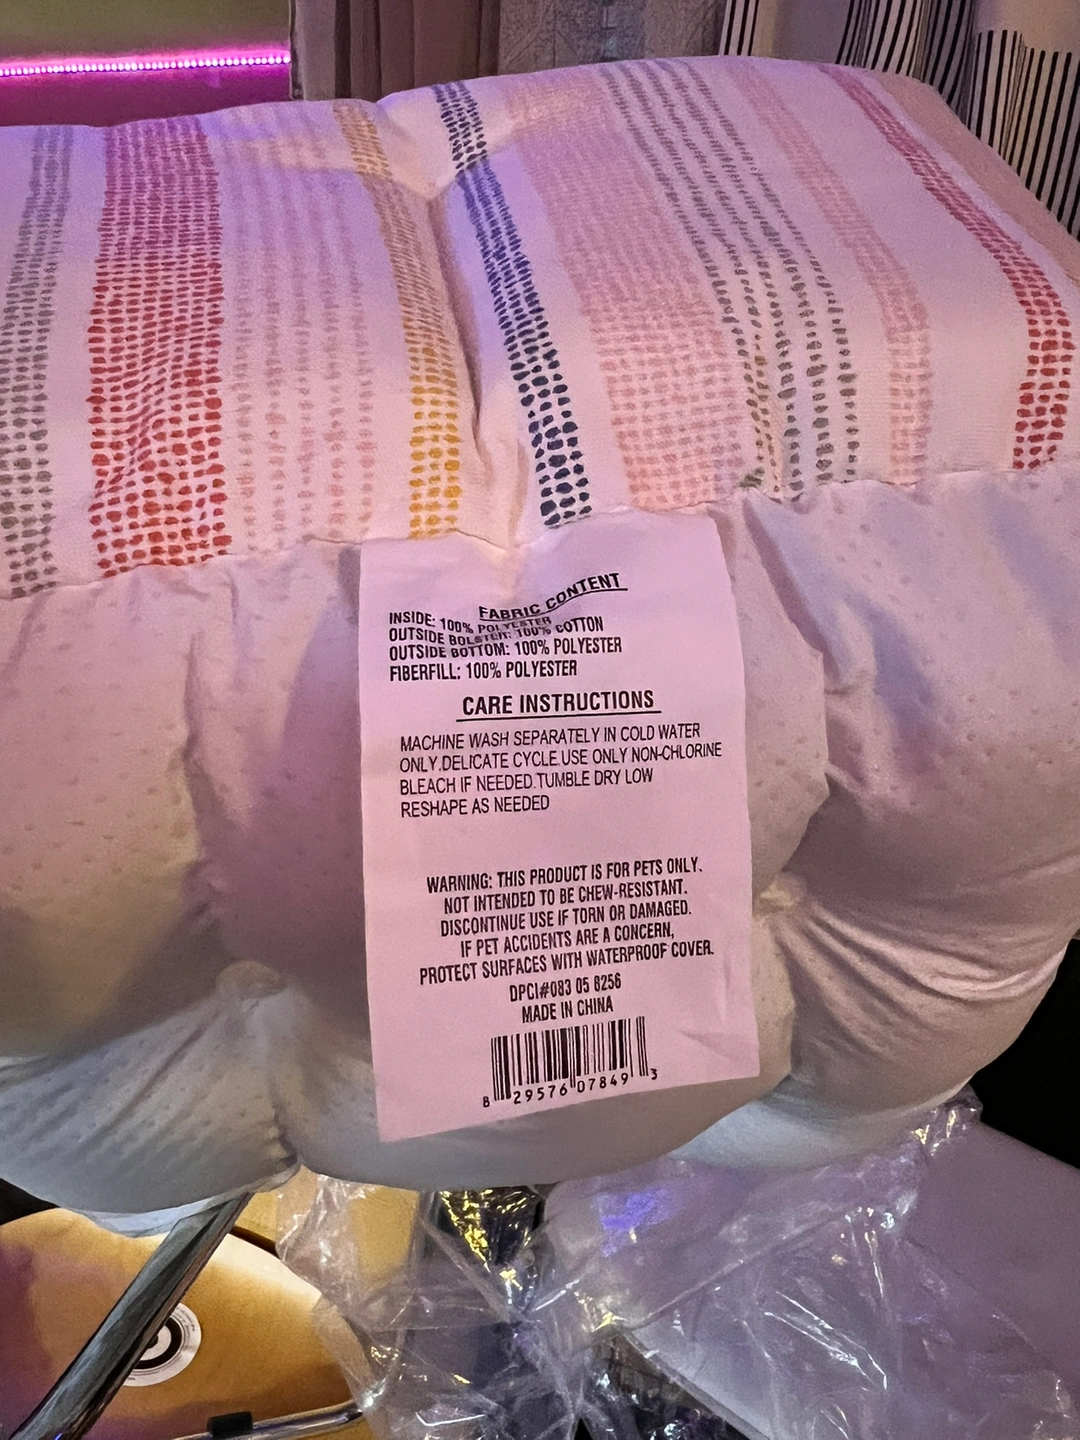 FABRIC CONTENT
INSIDE: 100% POLYESTER
OUTSIDE BOLSTER: 100% COTTON
OUTSIDE BOTTOM: 100% POLYESTER
FIBERFILL: 100% POLYESTER
CARE INSTRUCTIONS
MACHINE WASH SEPARATELY IN COLD WATER
ONLY.DELICATE CYCLE.USE ONLY NON-CHLORINE
BLEACH IF NEEDED.TUMBLE DRY LOW
RESHAPE AS NEEDED
WARNING: THIS PRODUCT IS FOR PETS ONLY.
NOT INTENDED TO BE CHEW-RESISTANT.
DISCONTINUE USE IF TORN OR DAMAGED.
IF PET ACCIDENTS ARE A CONCERN,
PROTECT SURFACES WITH WATERPROOF COVER.
DPCI#083 05 8256
MADE IN CHINA
8 29576 07849 3